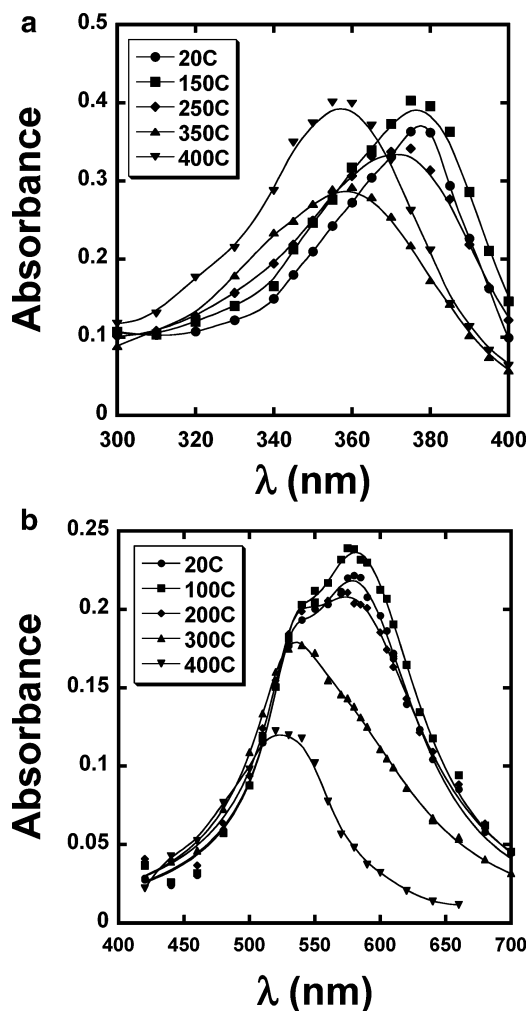 a
0.5
0.4
0.3
0.2
0.1
0
Absorbance
20C
150C
250C
350C
400C
300 320 340 360 380 400
λ (nm)
b
0.25
0.2
0.15
0.1
0.05
0
Absorbance
20C
100C
200C
300C
400C
400 450 500 550 600 650 700
λ (nm)